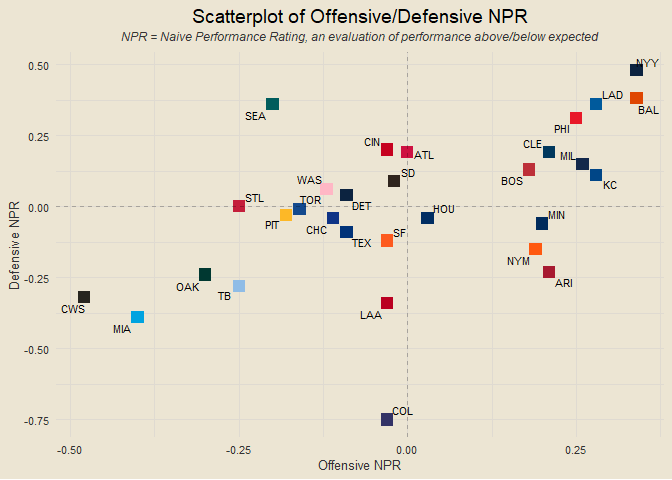 Scatterplot of Offensive/Defensive NPR
NPR = Naive Performance Rating, an evaluation of performance above/below expected
0.50
NYY
LAD
SEA
BAL
PHI
0.25
CIN
CLE
ATL
MIL
SD
WAS
BOS
KC
STL
TOR
0.00
DET
HOU
MIN
PIT
CHC
SF
TEX
NYM
-0.25
OAK
TB
ARI
CWS
LAA
MIA
-0.50
COL
-0.75
Defensive NPR
-0.50
-0.25
0.00
0.25
Offensive NPR